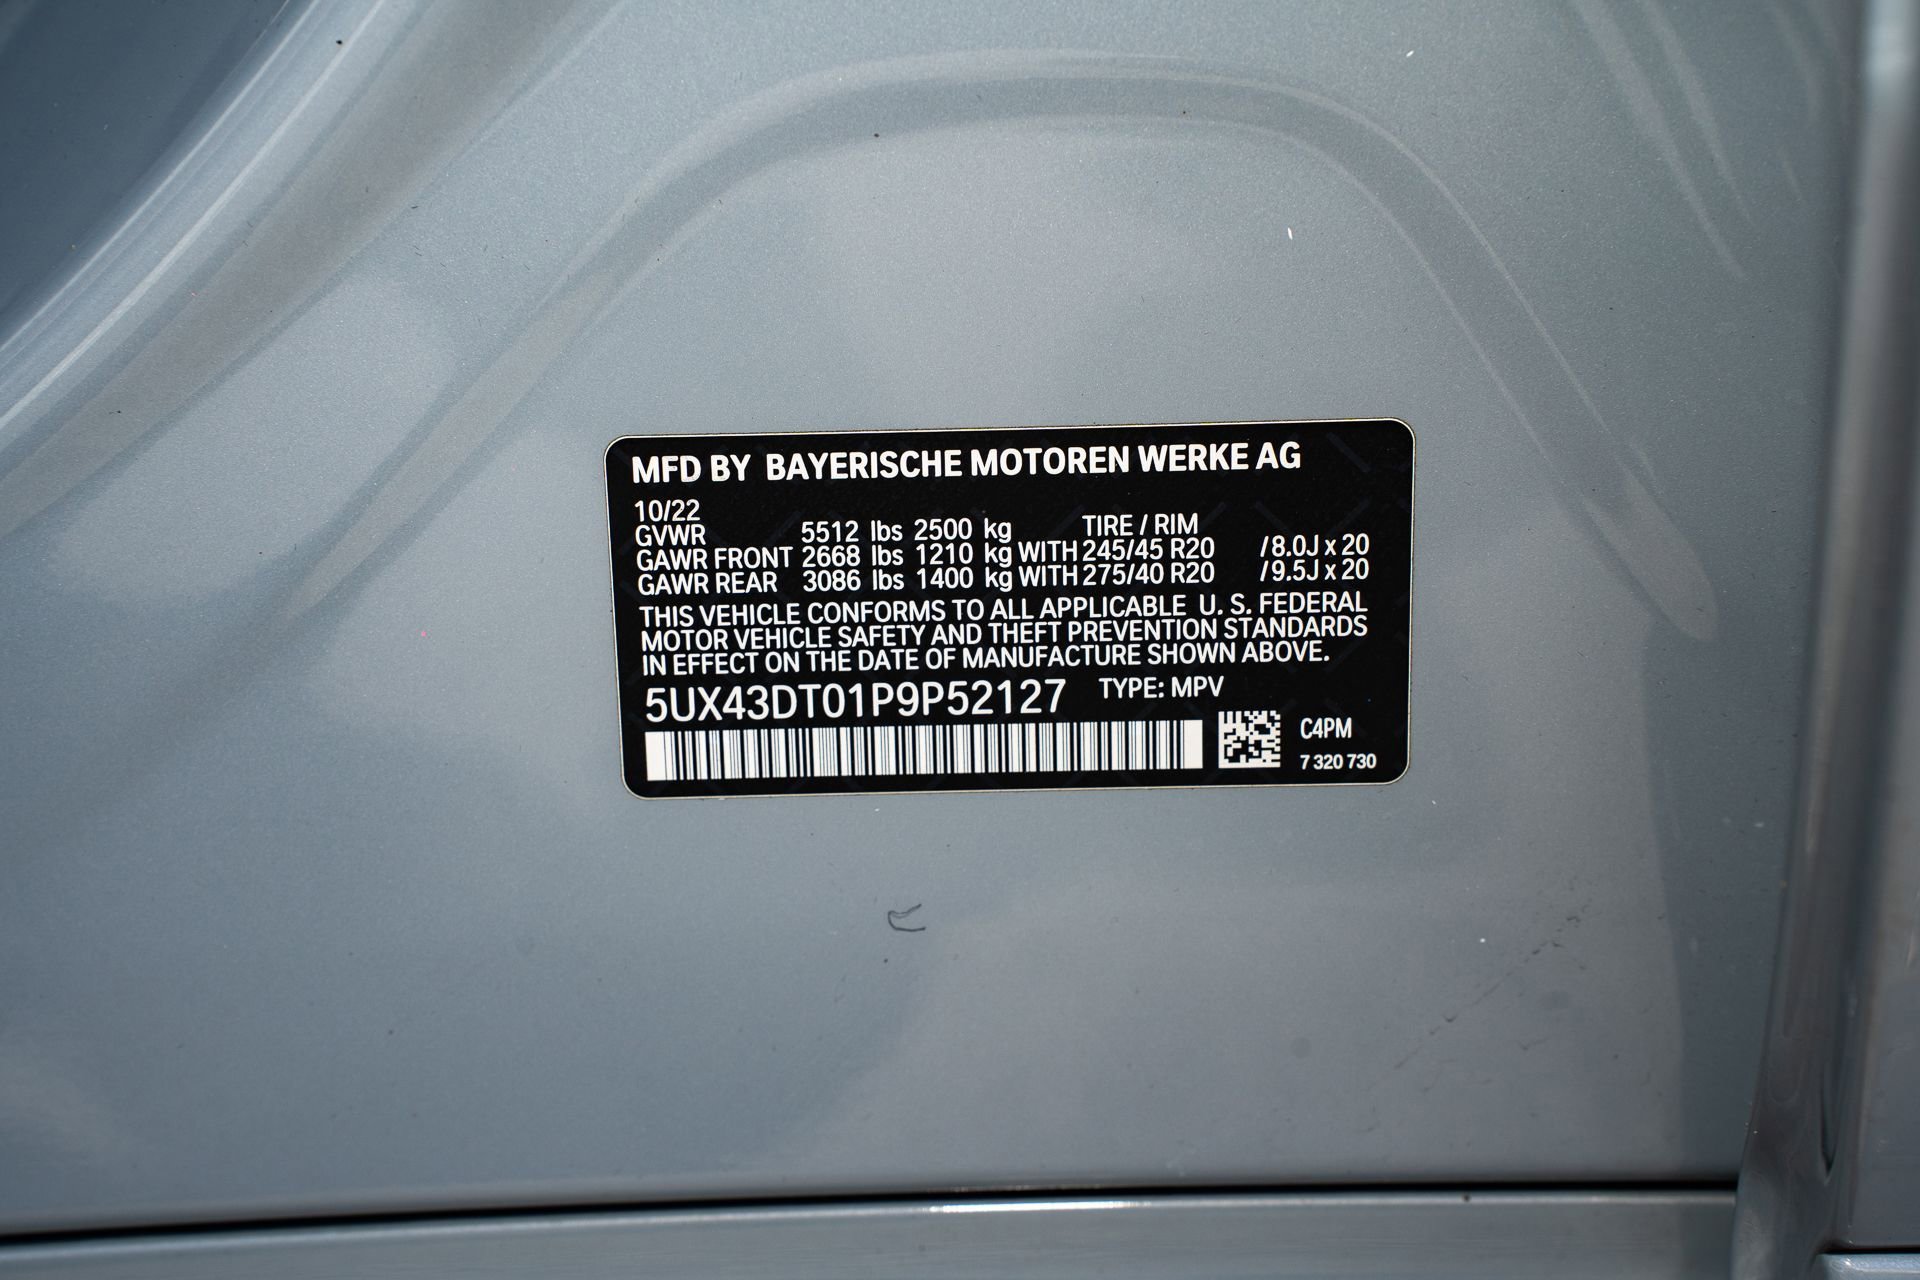 MFD BY BAYERISCHE MOTOREN WERKE AG
10/22
GVWR 5512 lbs 2500 kg TIRE / RIM
GAWR FRONT 2668 lbs 1210 kg WITH 245/45 R20 /8.0J x 20
GAWR REAR 3086 lbs 1400 kg WITH 275/40 R20 /9.5J x 20
THIS VEHICLE CONFORMS TO ALL APPLICABLE U. S. FEDERAL
MOTOR VEHICLE SAFETY AND THEFT PREVENTION STANDARDS
IN EFFECT ON THE DATE OF MANUFACTURE SHOWN ABOVE.
5UX43DT01P9P52127 TYPE: MPV
C4PM
7 320 730